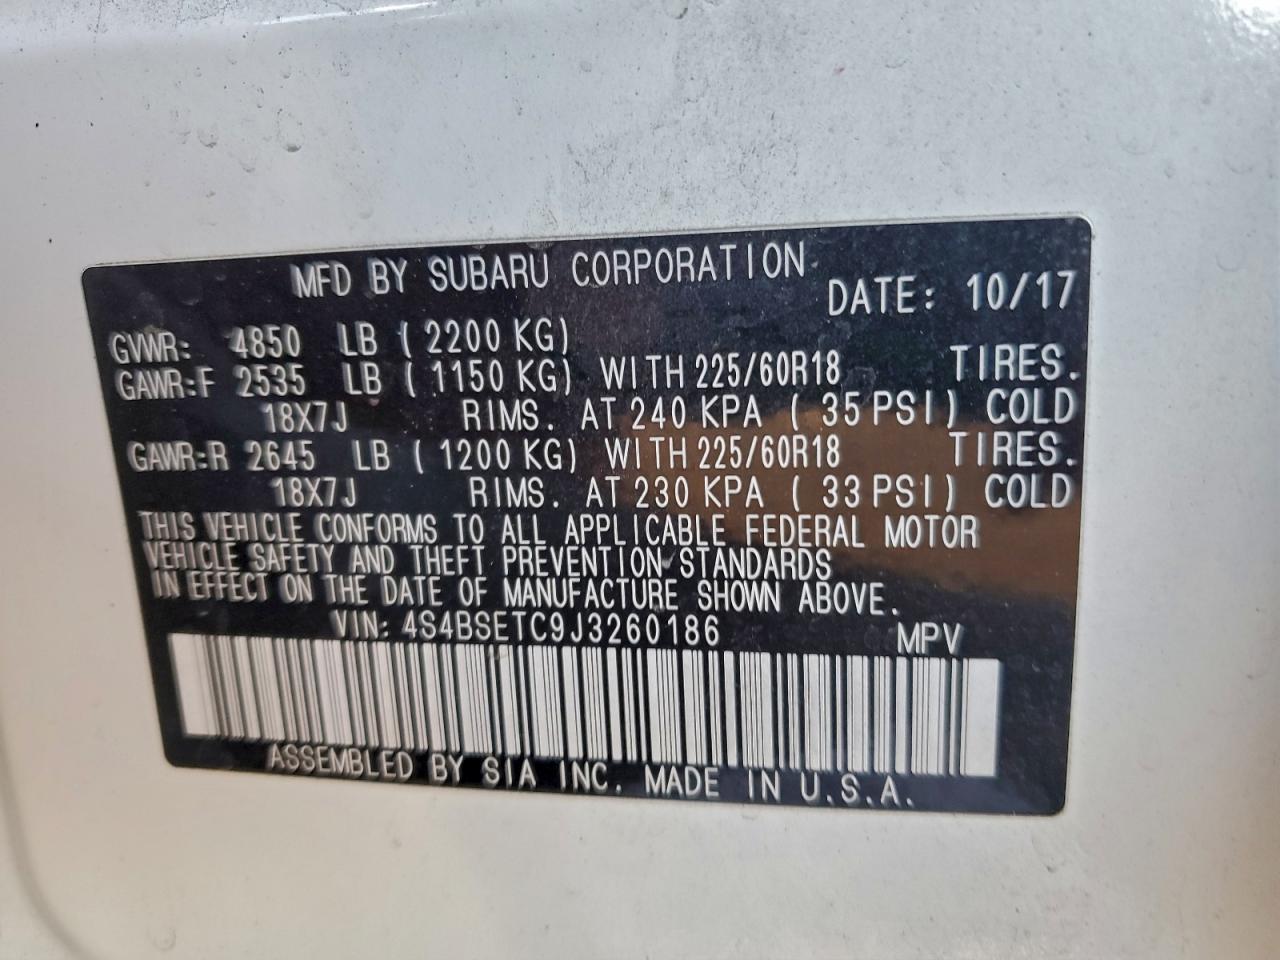 MFD BY SUBARU CORPORATION
DATE: 10/17
GVWR: 4850 LB (2200 KG)
GAWR:F 2535 LB (1150 KG) WITH 225/60R18 TIRES.
18X7J RIMS. AT 240 KPA (35 PSI) COLD
GAWR:R 2645 LB (1200 KG) WITH 225/60R18 TIRES.
18X7J RIMS. AT 230 KPA (33 PSI) COLD
THIS VEHICLE CONFORMS TO ALL APPLICABLE FEDERAL MOTOR
VEHICLE SAFETY AND THEFT PREVENTION STANDARDS
IN EFFECT ON THE DATE OF MANUFACTURE SHOWN ABOVE.
VIN: 4S4BSETC9J3260186 MPV
ASSEMBLED BY SIA INC. MADE IN U.S.A.